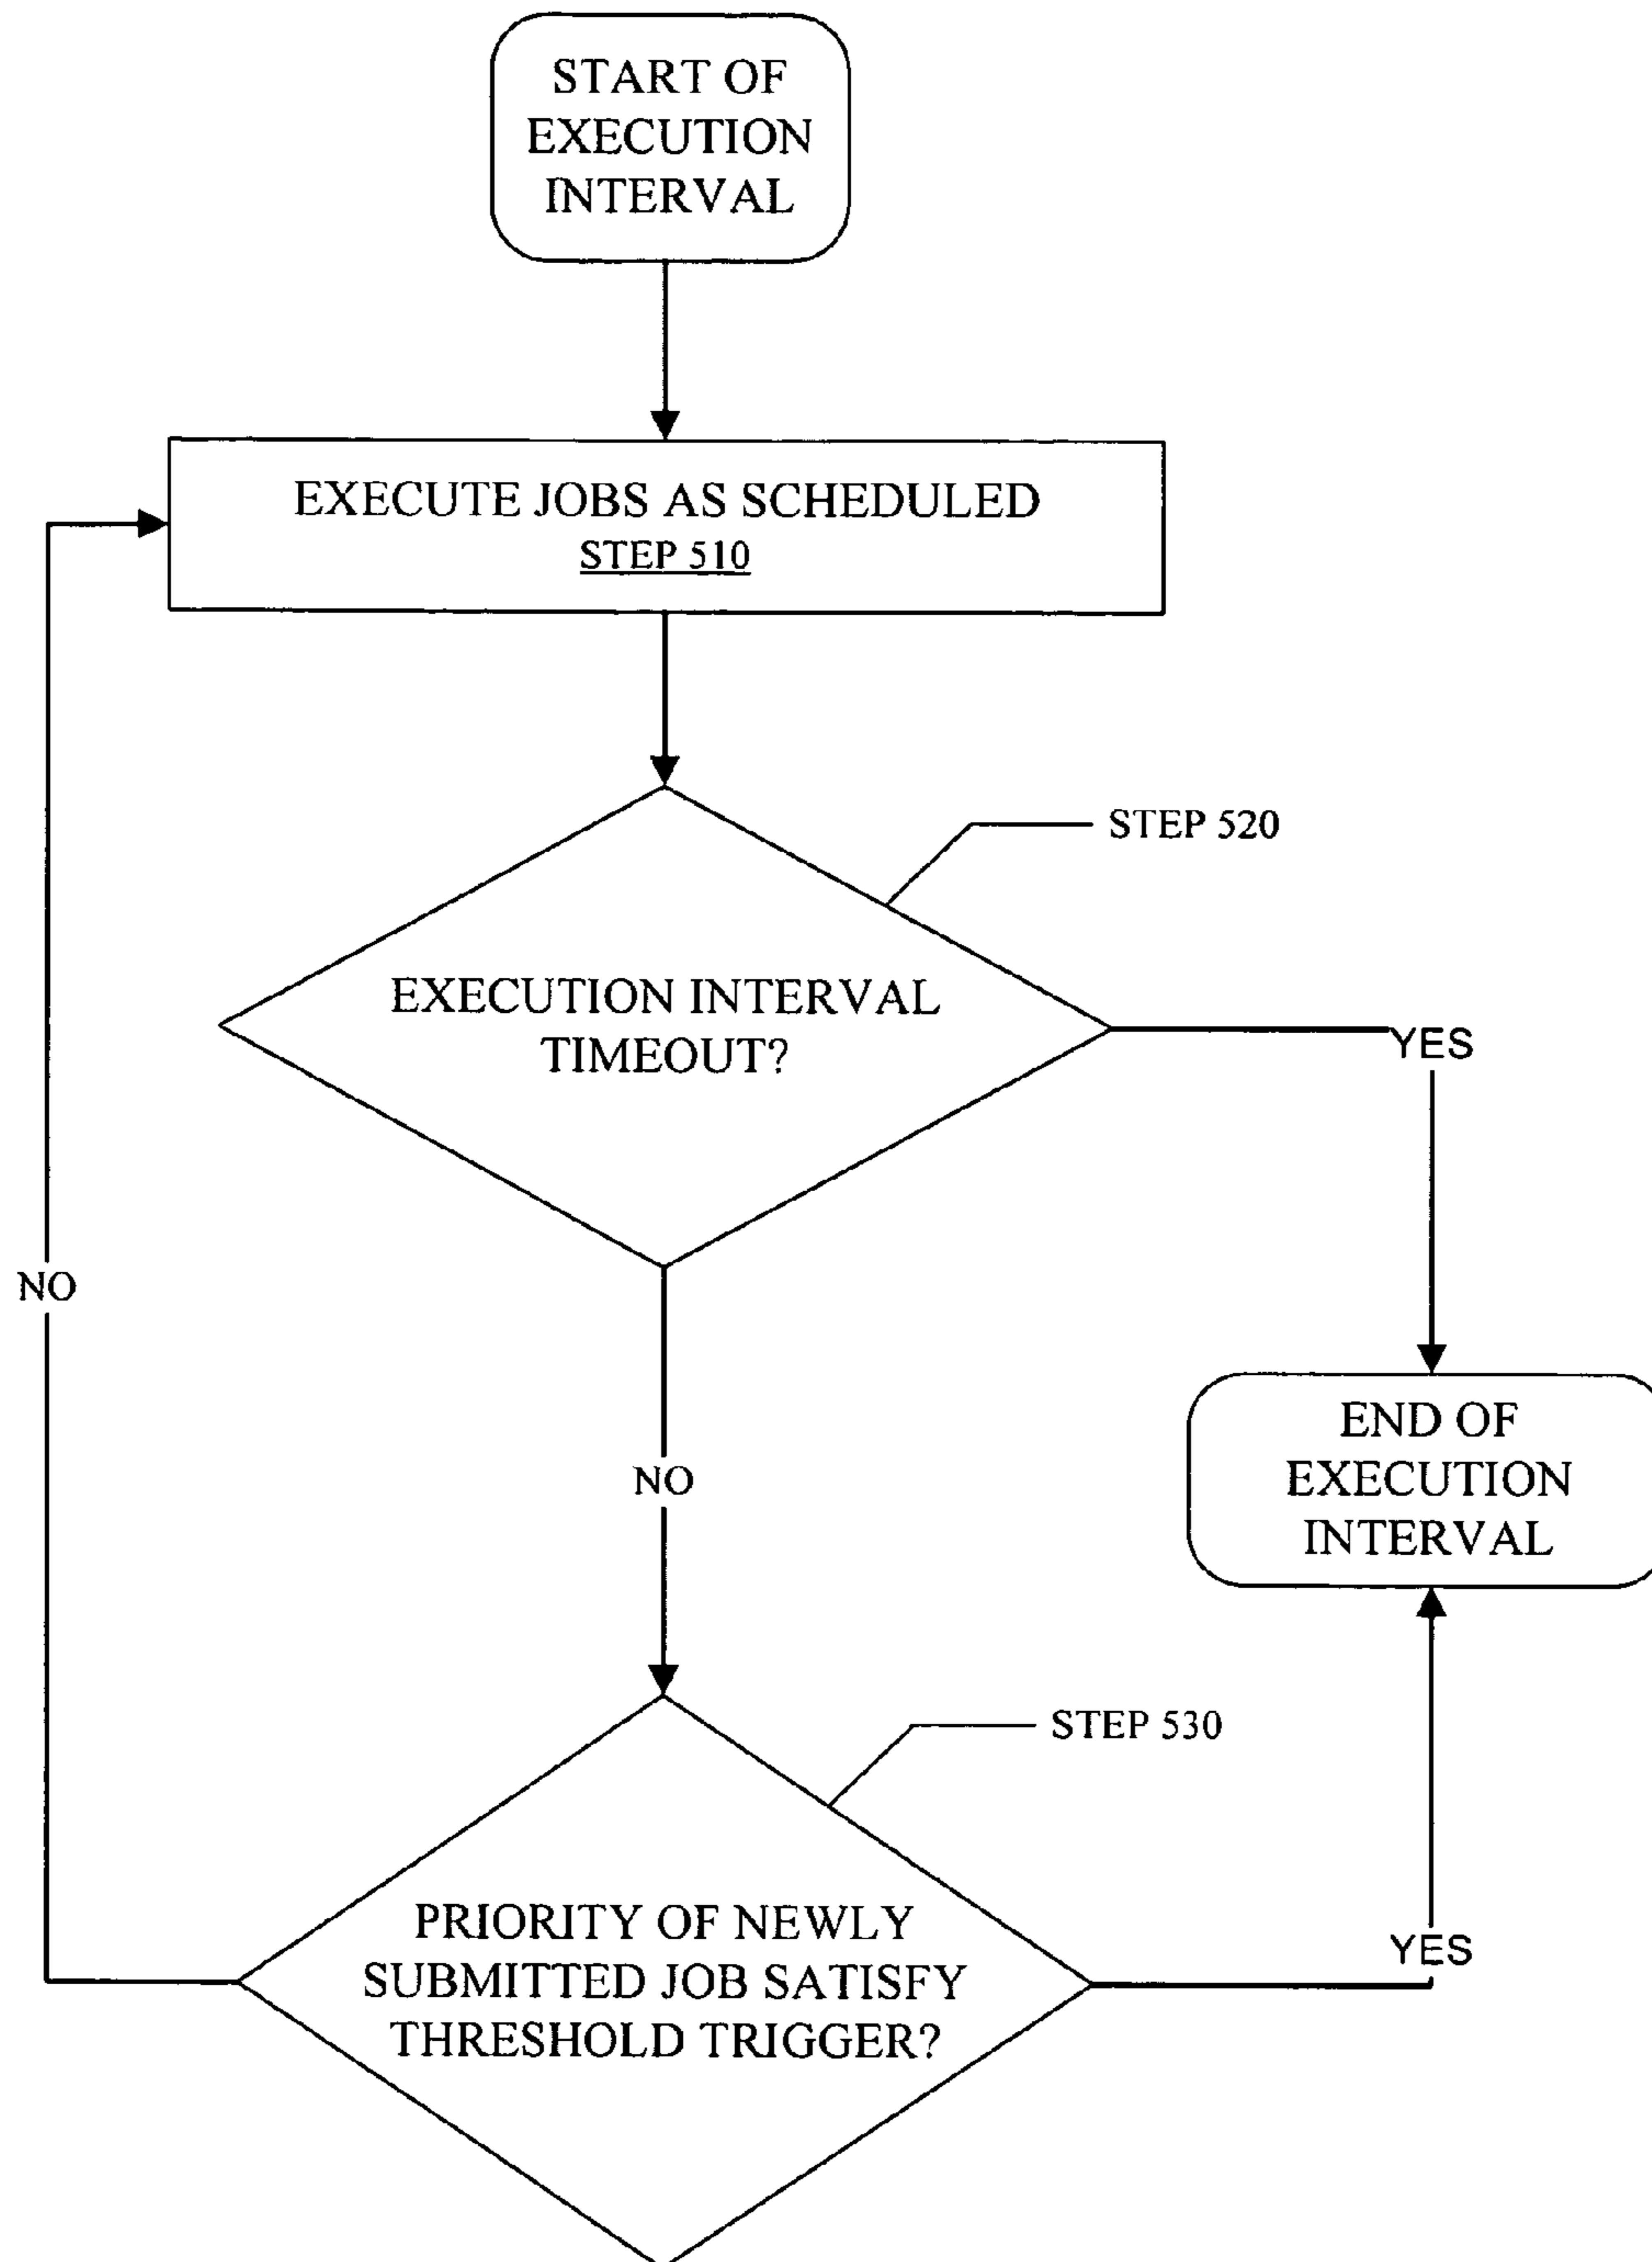 START OF
EXECUTION
INTERVAL
EXECUTE JOBS AS SCHEDULED
STEP 510
STEP 520
EXECUTION INTERVAL
TIMEOUT?
YES
NO
END OF
EXECUTION
INTERVAL
NO
STEP 530
PRIORITY OF NEWLY
SUBMITTED JOB SATISFY
THRESHOLD TRIGGER?
YES